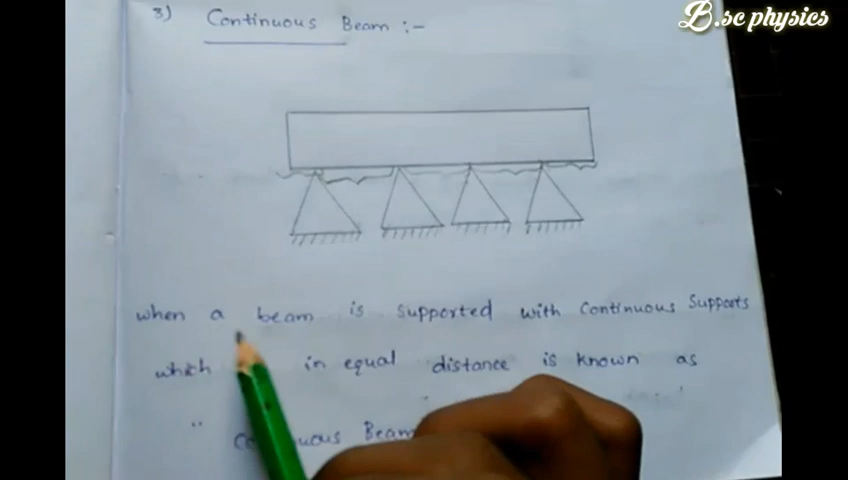 B.sc physics
3) Continuous Beam :-
when a beam is supported with continuous supports
which in equal distance is known as
" Beam